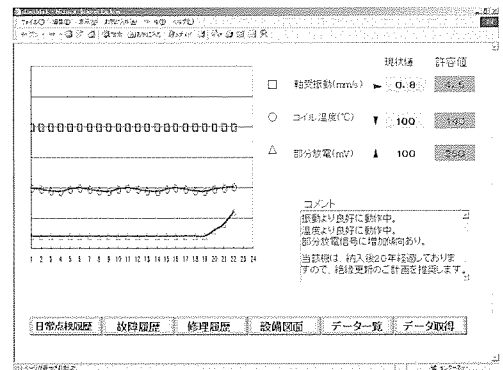 現状値 許容値
□ 軸受振動(mm/s) ► 0.8 4.5
○ コイル温度(℃) ▼ 100 140
△ 部分放電(mV) ▲ 100 250
コメント
振動より良好に動作中。
温度より良好に動作中。
部分放電信号に増加傾向あり。
当該機は、納入後20年経過しておりま
すので、絶縁更新のご計画を推奨します。
1 2 3 4 5 6 7 8 9 10 11 12 13 14 15 16 17 18 19 20 21 22 23 24
日常点検履歴 故障履歴 修理履歴 設備図面 データ一覧 データ取得